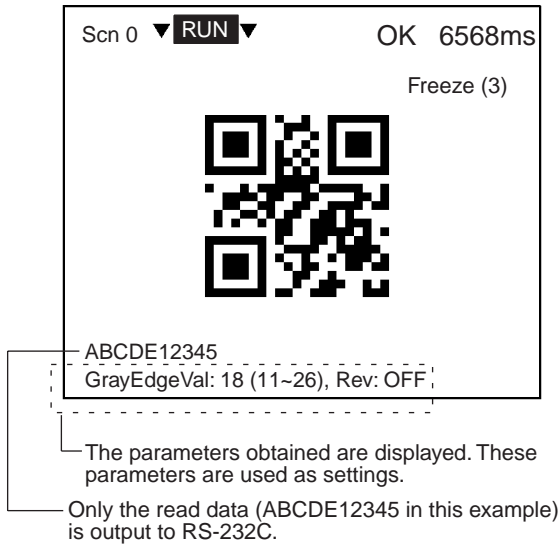 Scn 0 ▼ RUN ▼ OK 6568ms
Freeze (3)
ABCDE12345
GrayEdgeVal: 18 (11~26), Rev: OFF
The parameters obtained are displayed. These
parameters are used as settings.
Only the read data (ABCDE12345 in this example)
is output to RS-232C.